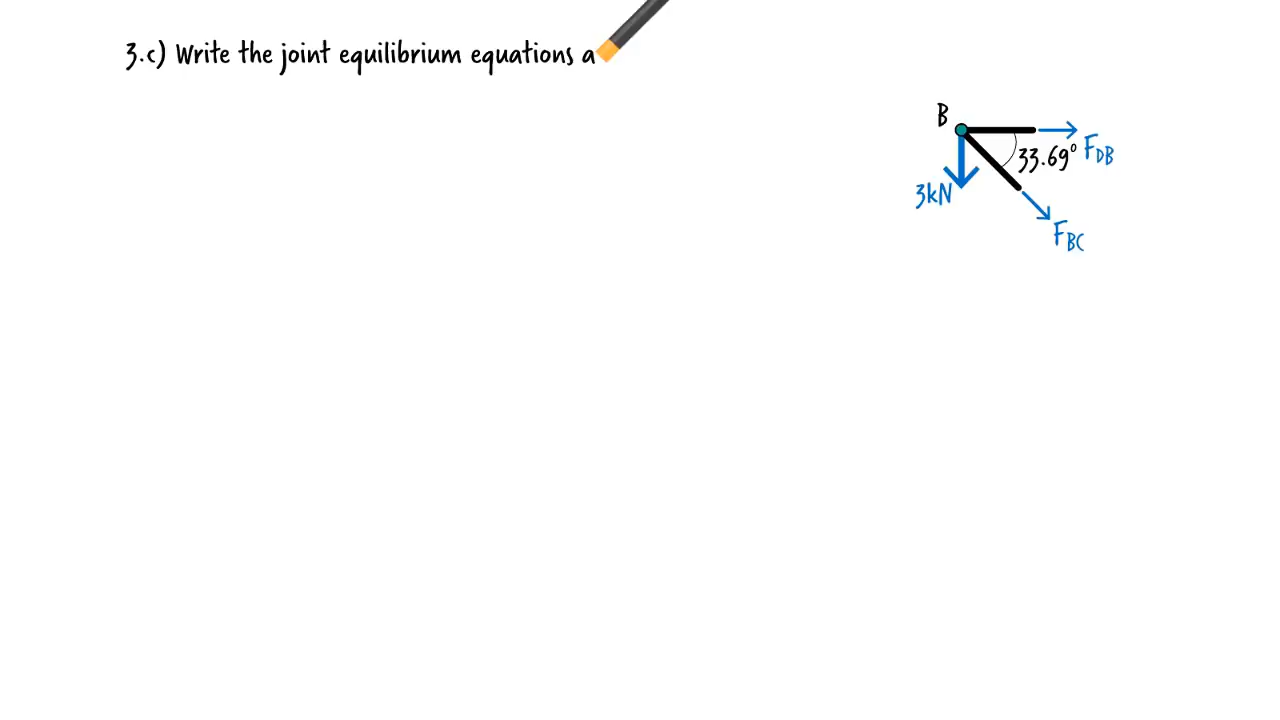 3.c) Write the joint equilibrium equations a
B
33.69° F_DB
3kN
F_BC